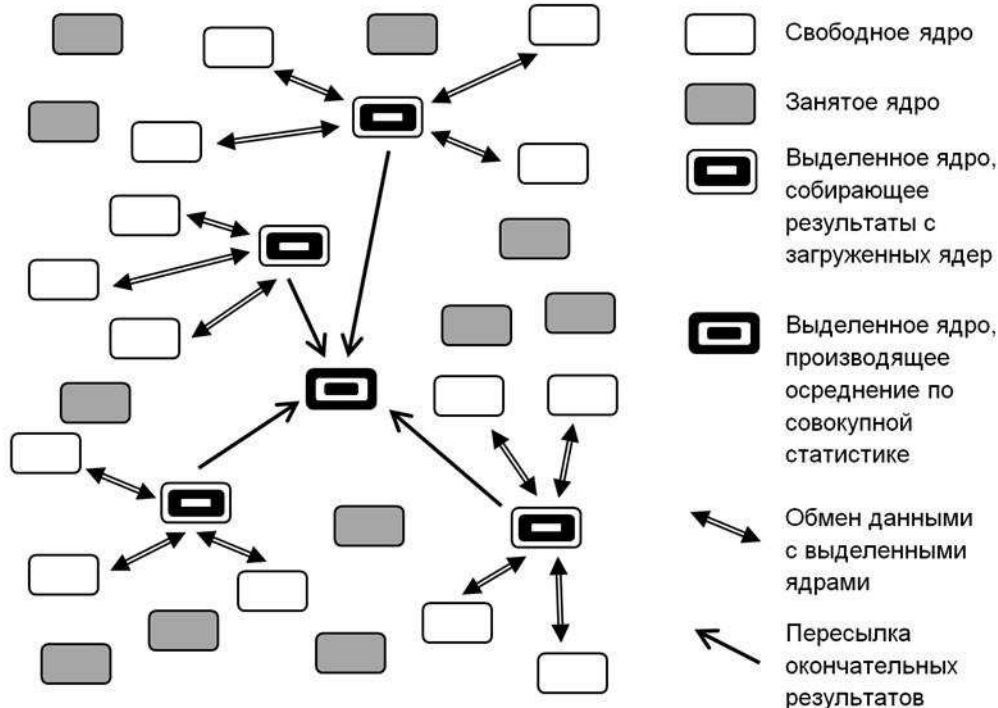 Свободное ядро
Занятое ядро
Выделенное ядро,
собирающее
результаты с
загруженных ядер
Выделенное ядро,
производящее
осреднение по
совокупной
статистике
Обмен данными
с выделенными
ядрами
Пересылка
окончательных
результатов